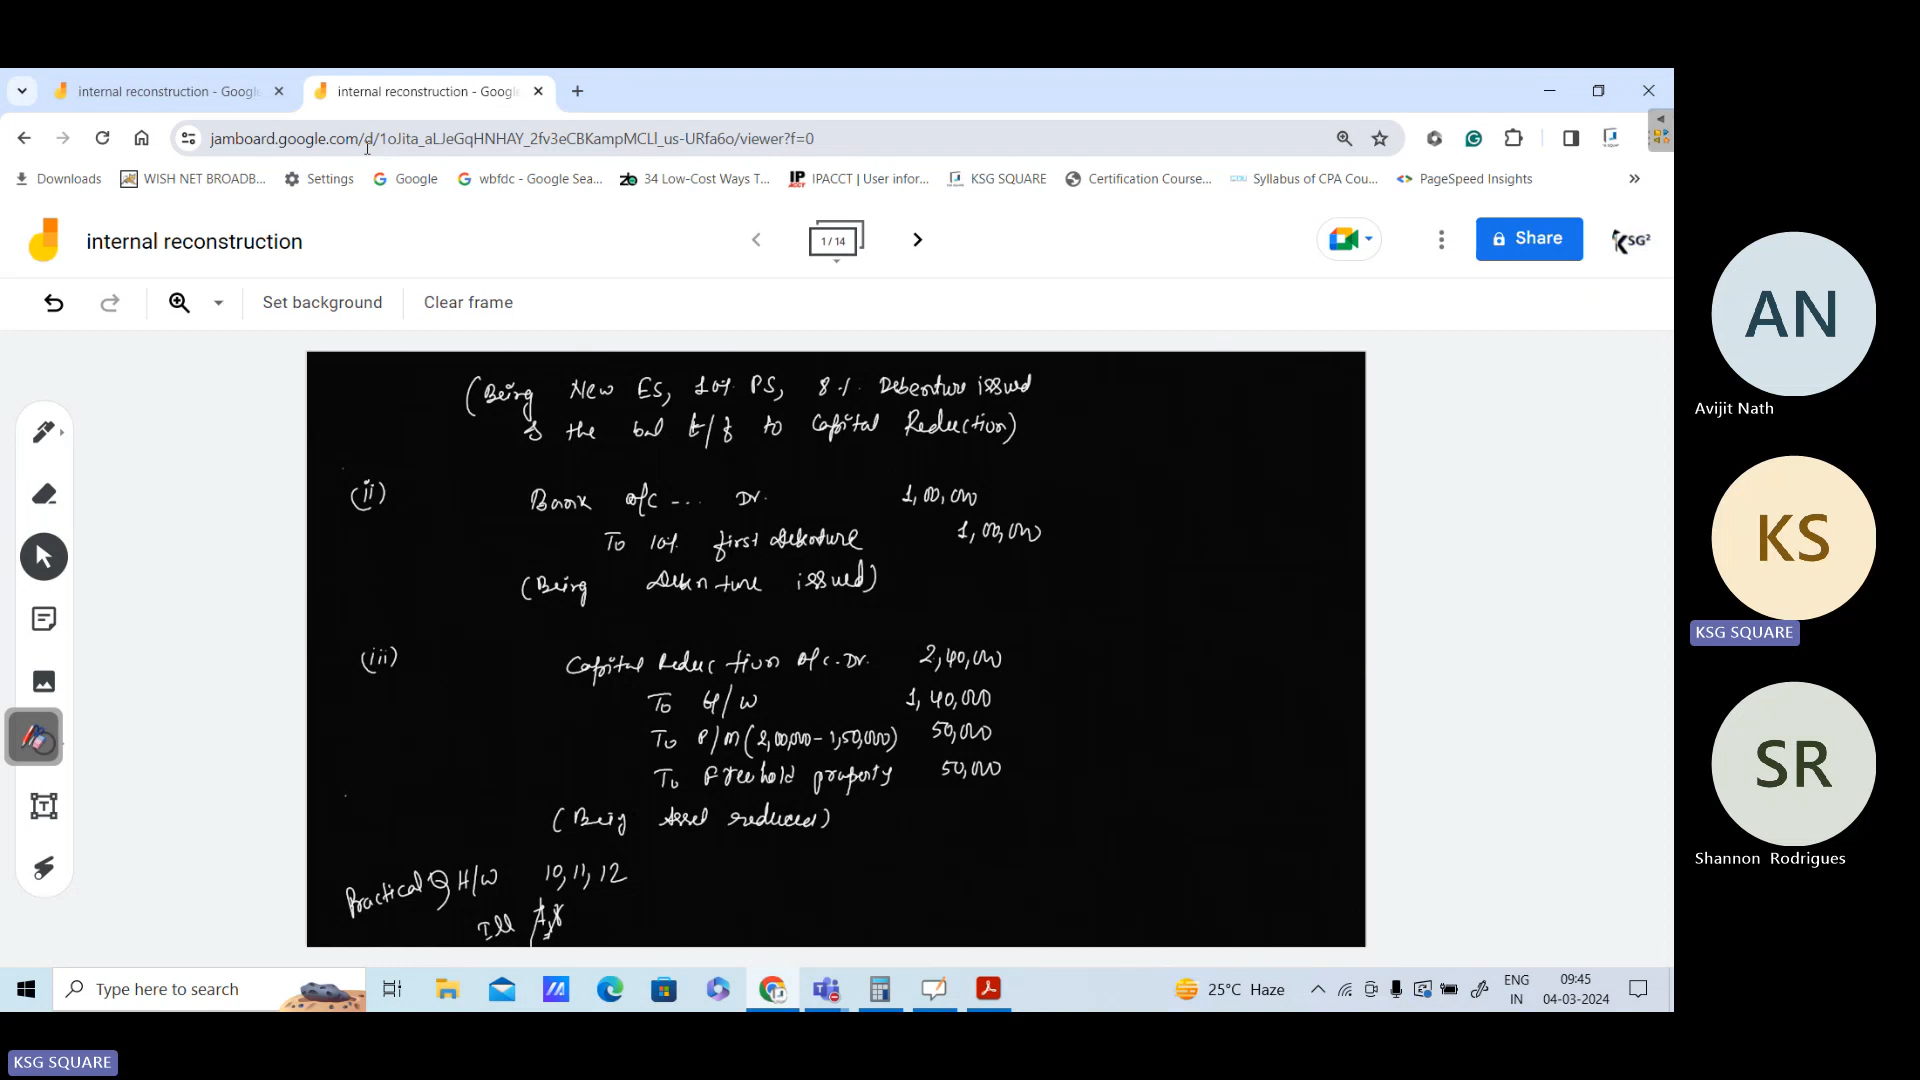 internal reconstruction - Googl
internal reconstruction - Google
jamboard.google.com/d/1oJita_aLJeGqHNHAY_2fv3eCBKampMCLl_us-URfa6o/viewer?f=0
Downloads
WISH NET BROADB...
Settings
Google
wbfdc - Google Sea...
34 Low-Cost Ways T...
IPACCT | User infor...
KSG SQUARE
Certification Course...
Syllabus of CPA Cou...
PageSpeed Insights
»
internal reconstruction
1 / 14
Share
KSG²
Set background
Clear frame
(Being New ES, 10% PS, 8% Debenture issued
& the bal t/f to Capital Reduction)
(ii) Bank a/c --- Dr. 1,00,000
To 10% first debenture 1,00,000
(Being Debenture issued)
(iii) Capital Reduction A/c. Dr. 2,40,000
To G/W 1,40,000
To P/M (2,00,000 - 1,50,000) 50,000
To Freehold property 50,000
(Being Asset reduced)
Practical Q H/W 10, 11, 12
Ill
AN
Avijit Nath
KS
KSG SQUARE
SR
Shannon Rodrigues
Type here to search
25°C Haze
ENG
IN
09:45
04-03-2024
KSG SQUARE